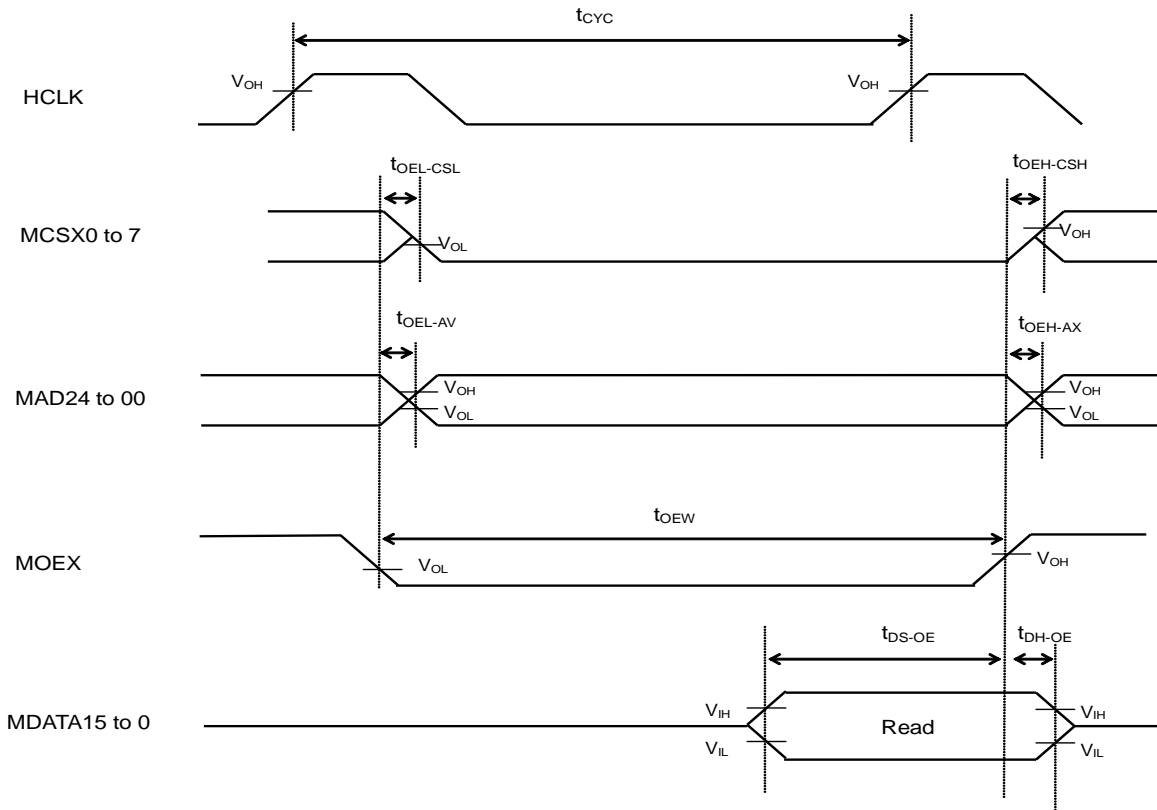 tCYC
HCLK
VOH
VOH
tOEL-CSL
tOEH-CSH
MCSX0 to 7
VOL
VOH
tOEL-AV
tOEH-AX
MAD24 to 00
VOH
VOL
VOH
VOL
tOEW
MOEX
VOL
VOH
tDS-OE
tDH-OE
MDATA15 to 0
VIH
VIL
Read
VIH
VIL